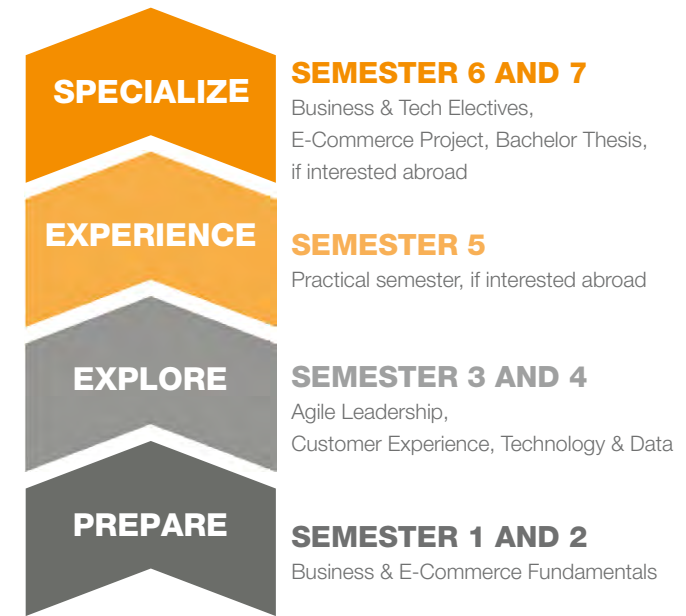 SPECIALIZE
SEMESTER 6 AND 7
Business & Tech Electives,
E-Commerce Project, Bachelor Thesis,
if interested abroad
EXPERIENCE
SEMESTER 5
Practical semester, if interested abroad
EXPLORE
SEMESTER 3 AND 4
Agile Leadership,
Customer Experience, Technology & Data
PREPARE
SEMESTER 1 AND 2
Business & E-Commerce Fundamentals